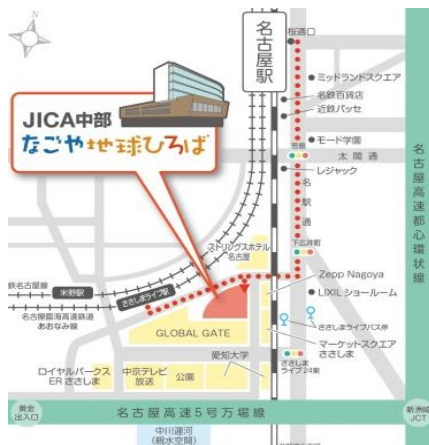 N
名古屋駅
桜通口
ミッドランドスクエア
名鉄百貨店
近鉄パッセ
モード学園
笹島
太閤通
レジャック
名駅通
名古屋高速都心環状線
JICA中部
なごや地球ひろば
ストリングスホテル
名古屋
下広井町
Zepp Nagoya
LIXIL ショールーム
ささしまライブバス停
マーケットスクエア
ささしま
ささしま
ライブ24東
鉄名古屋線
米野駅
ささしまライブ駅
名古屋臨海高速鉄道
あおなみ線
GLOBAL GATE
愛知大学
ロイヤルパークス
ER ささしま
中京テレビ
放送
公園
黄金
出入口
名古屋高速5号万場線
新洲崎
JCT
中川運河
(親水空間)